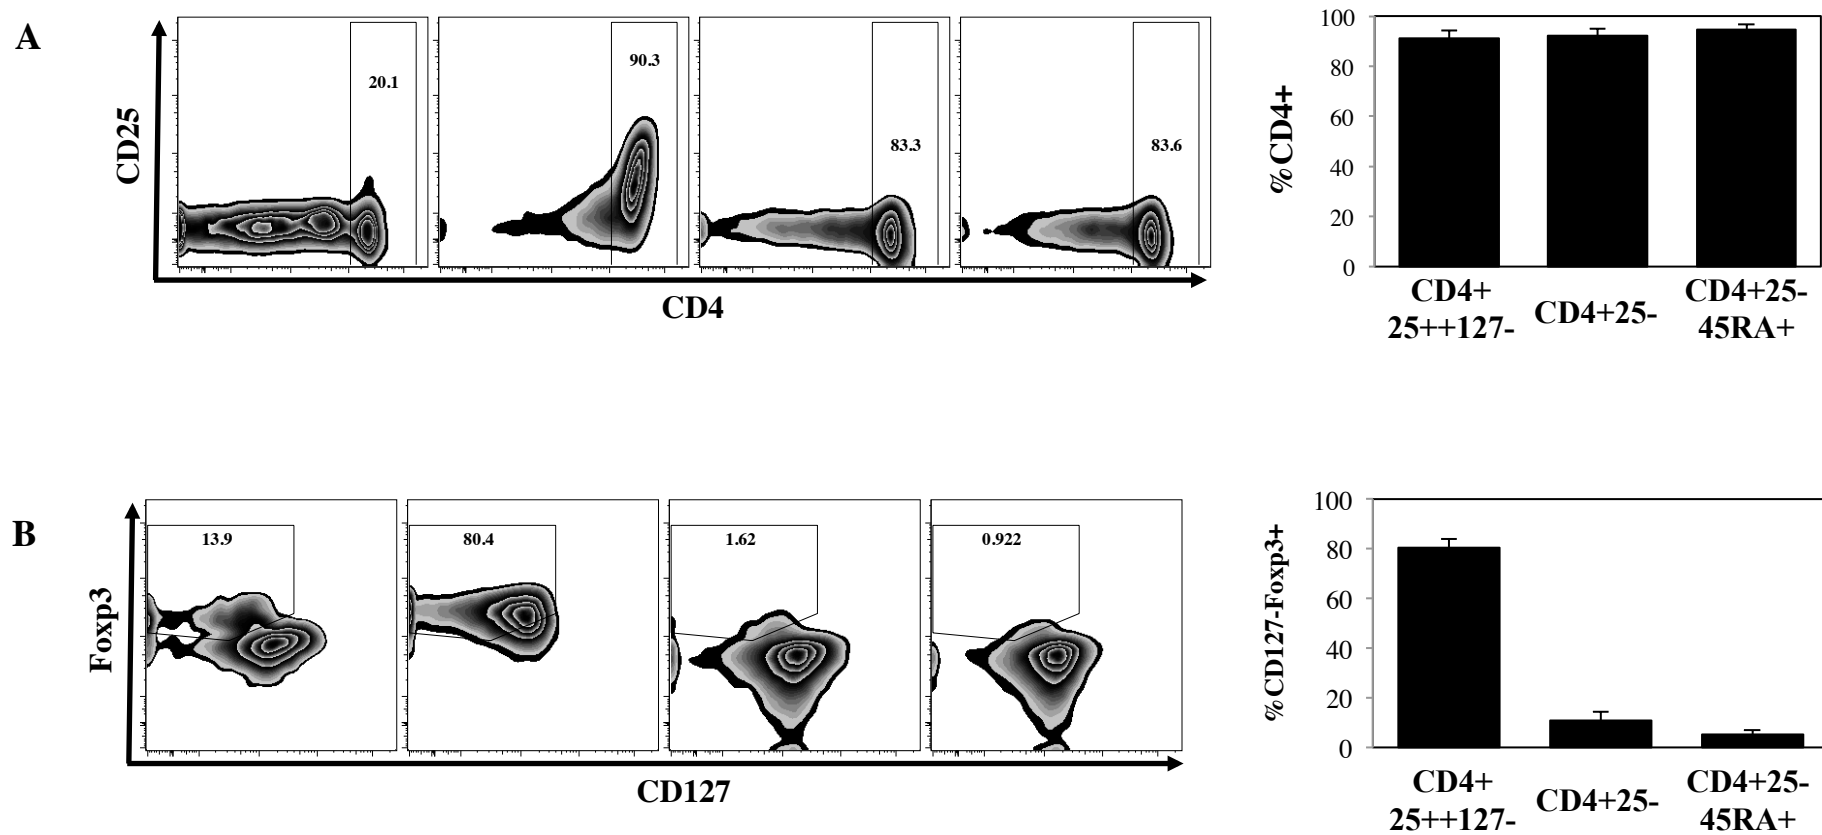 A
CD25
20.1
90.3
83.3
83.6
CD4
%CD4+
100
80
60
40
20
0
CD4+
25++127-
CD4+25-
CD4+25-
45RA+
B
Foxp3
13.9
80.4
1.62
0.922
CD127
%CD127-Foxp3+
100
80
60
40
20
0
CD4+
25++127-
CD4+25-
CD4+25-
45RA+